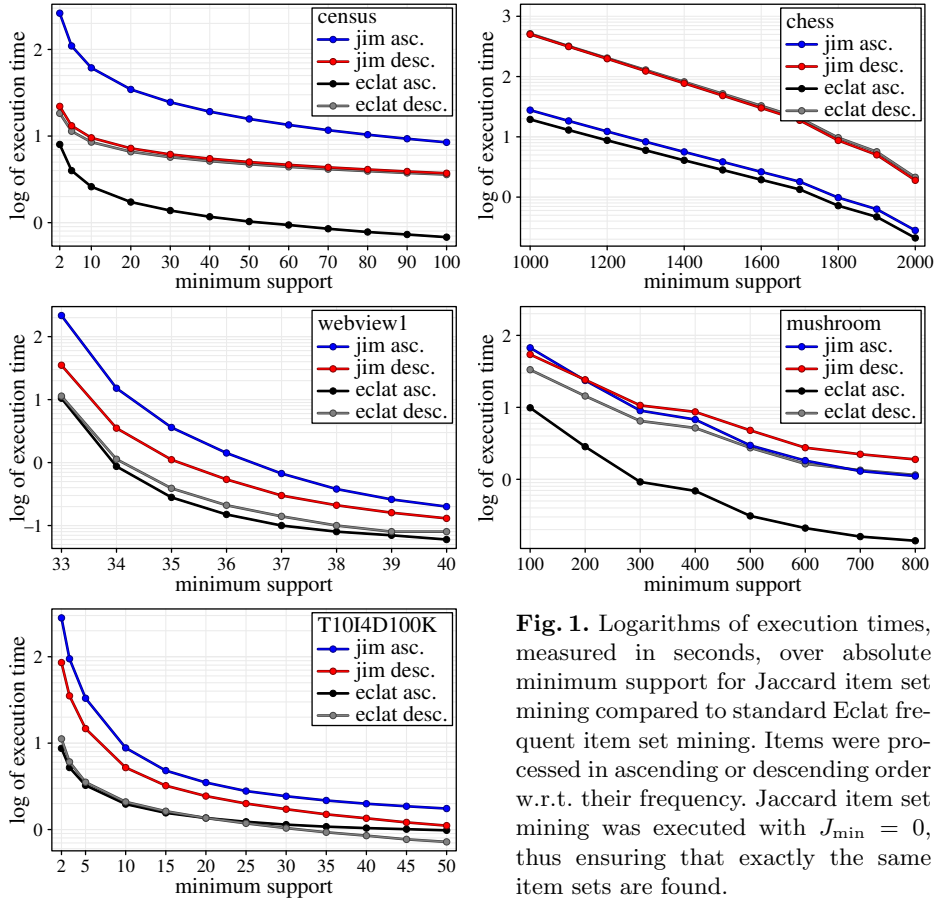 census
jim asc.
jim desc.
eclat asc.
eclat desc.
log of execution time
2
1
0
2 10 20 30 40 50 60 70 80 90 100
minimum support
chess
jim asc.
jim desc.
eclat asc.
eclat desc.
log of execution time
3
2
1
0
1000 1200 1400 1600 1800 2000
minimum support
webview1
jim asc.
jim desc.
eclat asc.
eclat desc.
log of execution time
2
1
0
−1
33 34 35 36 37 38 39 40
minimum support
mushroom
jim asc.
jim desc.
eclat asc.
eclat desc.
log of execution time
2
1
0
100 200 300 400 500 600 700 800
minimum support
T10I4D100K
jim asc.
jim desc.
eclat asc.
eclat desc.
log of execution time
2
1
0
2 5 10 15 20 25 30 35 40 45 50
minimum support
Fig. 1. Logarithms of execution times,
measured in seconds, over absolute
minimum support for Jaccard item set
mining compared to standard Eclat fre-
quent item set mining. Items were pro-
cessed in ascending or descending order
w.r.t. their frequency. Jaccard item set
mining was executed with Jmin = 0,
thus ensuring that exactly the same
item sets are found.